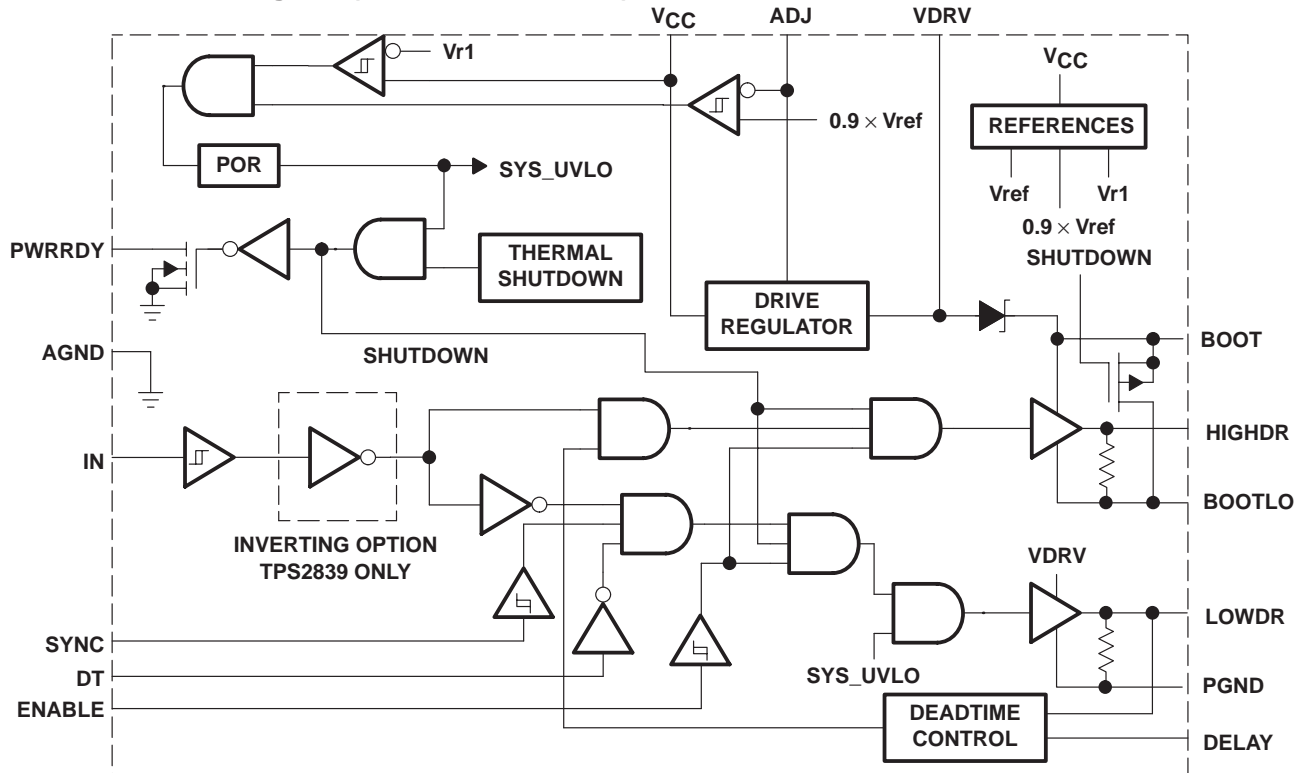 VCC
ADJ
VDRV
Vr1
VCC
0.9 × Vref
REFERENCES
POR
SYS_UVLO
Vref
Vr1
0.9 × Vref
PWRRDY
THERMAL
SHUTDOWN
SHUTDOWN
DRIVE
REGULATOR
AGND
SHUTDOWN
BOOT
HIGHDR
IN
BOOTLO
INVERTING OPTION
TPS2839 ONLY
VDRV
LOWDR
SYNC
DT
SYS_UVLO
PGND
ENABLE
DEADTIME
CONTROL
DELAY